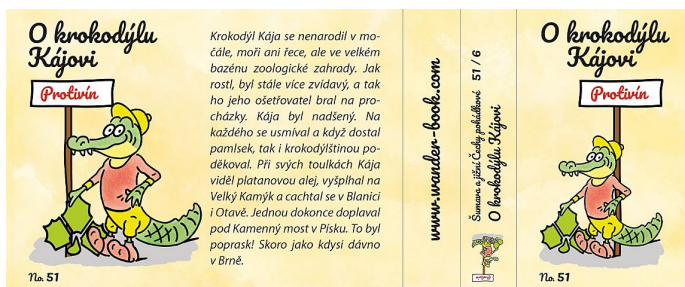 O krokodýlu
Kájovi
Protivín
No. 51
Krokodýl Kája se nenarodil v mo-
čále, moři ani řece, ale ve velkém
bazénu zoologické zahrady. Jak
rostl, byl stále více zvídavý, a tak
ho jeho ošetřovatel bral na pro-
cházky. Kája byl nadšený. Na
každého se usmíval a když dostal
pamlsek, tak i krokodýlštinou po-
děkoval. Při svých toulkách Kája
viděl platanovou alej, vyšplhal na
Velký Kamýk a cachtal se v Blanici
i Otavě. Jednou dokonce doplaval
pod Kamenný most v Písku. To byl
poprask! Skoro jako kdysi dávno
v Brně.
www.wander-book.com
Šumava a jižní Čechy pohádkové 51 / 6
O krokodýlu Kájovi
O krokodýlu
Kájovi
Protivín
No. 51